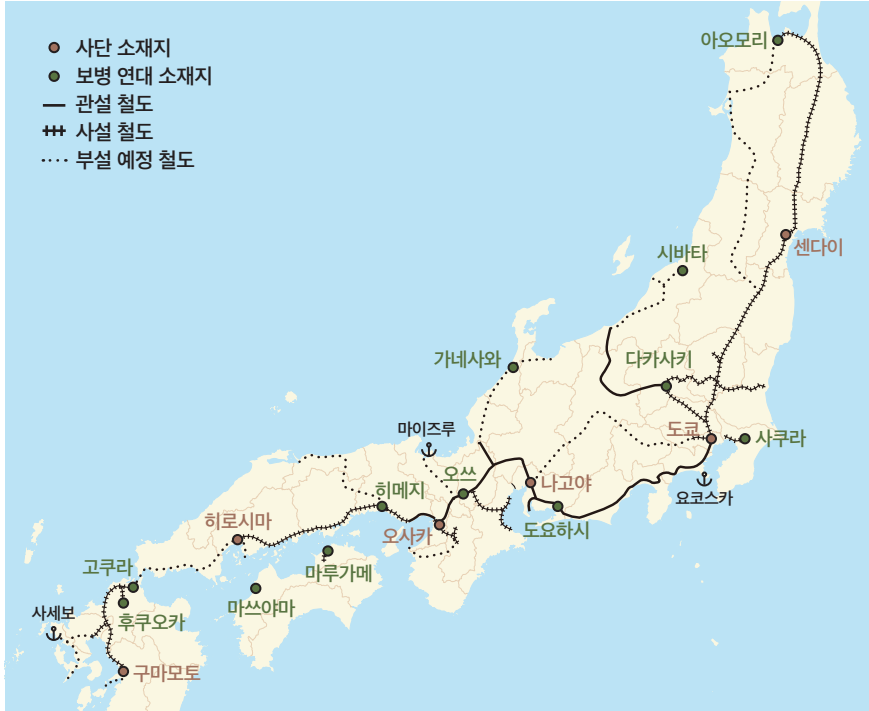 사단 소재지
보병 연대 소재지
관설 철도
사설 철도
부설 예정 철도
아오모리
센다이
시바타
가네사와
다카사키
마이즈루
도쿄
사쿠라
오쓰
나고야
히메지
요코스카
히로시마
오사카
도요하시
고쿠라
마루가메
사세보
후쿠오카
마쓰야마
구마모토